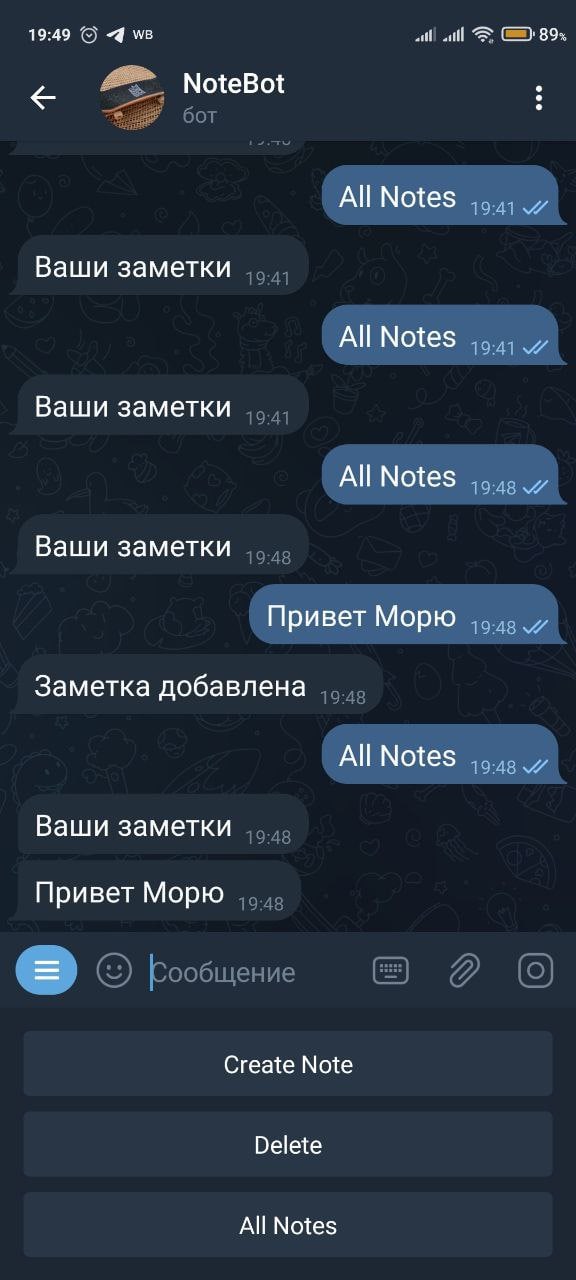 19:49 WB 89%
NoteBot
бот
All Notes 19:41
Ваши заметки 19:41
All Notes 19:41
Ваши заметки 19:41
All Notes 19:48
Ваши заметки 19:48
Привет Морю 19:48
Заметка добавлена 19:48
All Notes 19:48
Ваши заметки 19:48
Привет Морю 19:48
Сообщение
Create Note
Delete
All Notes